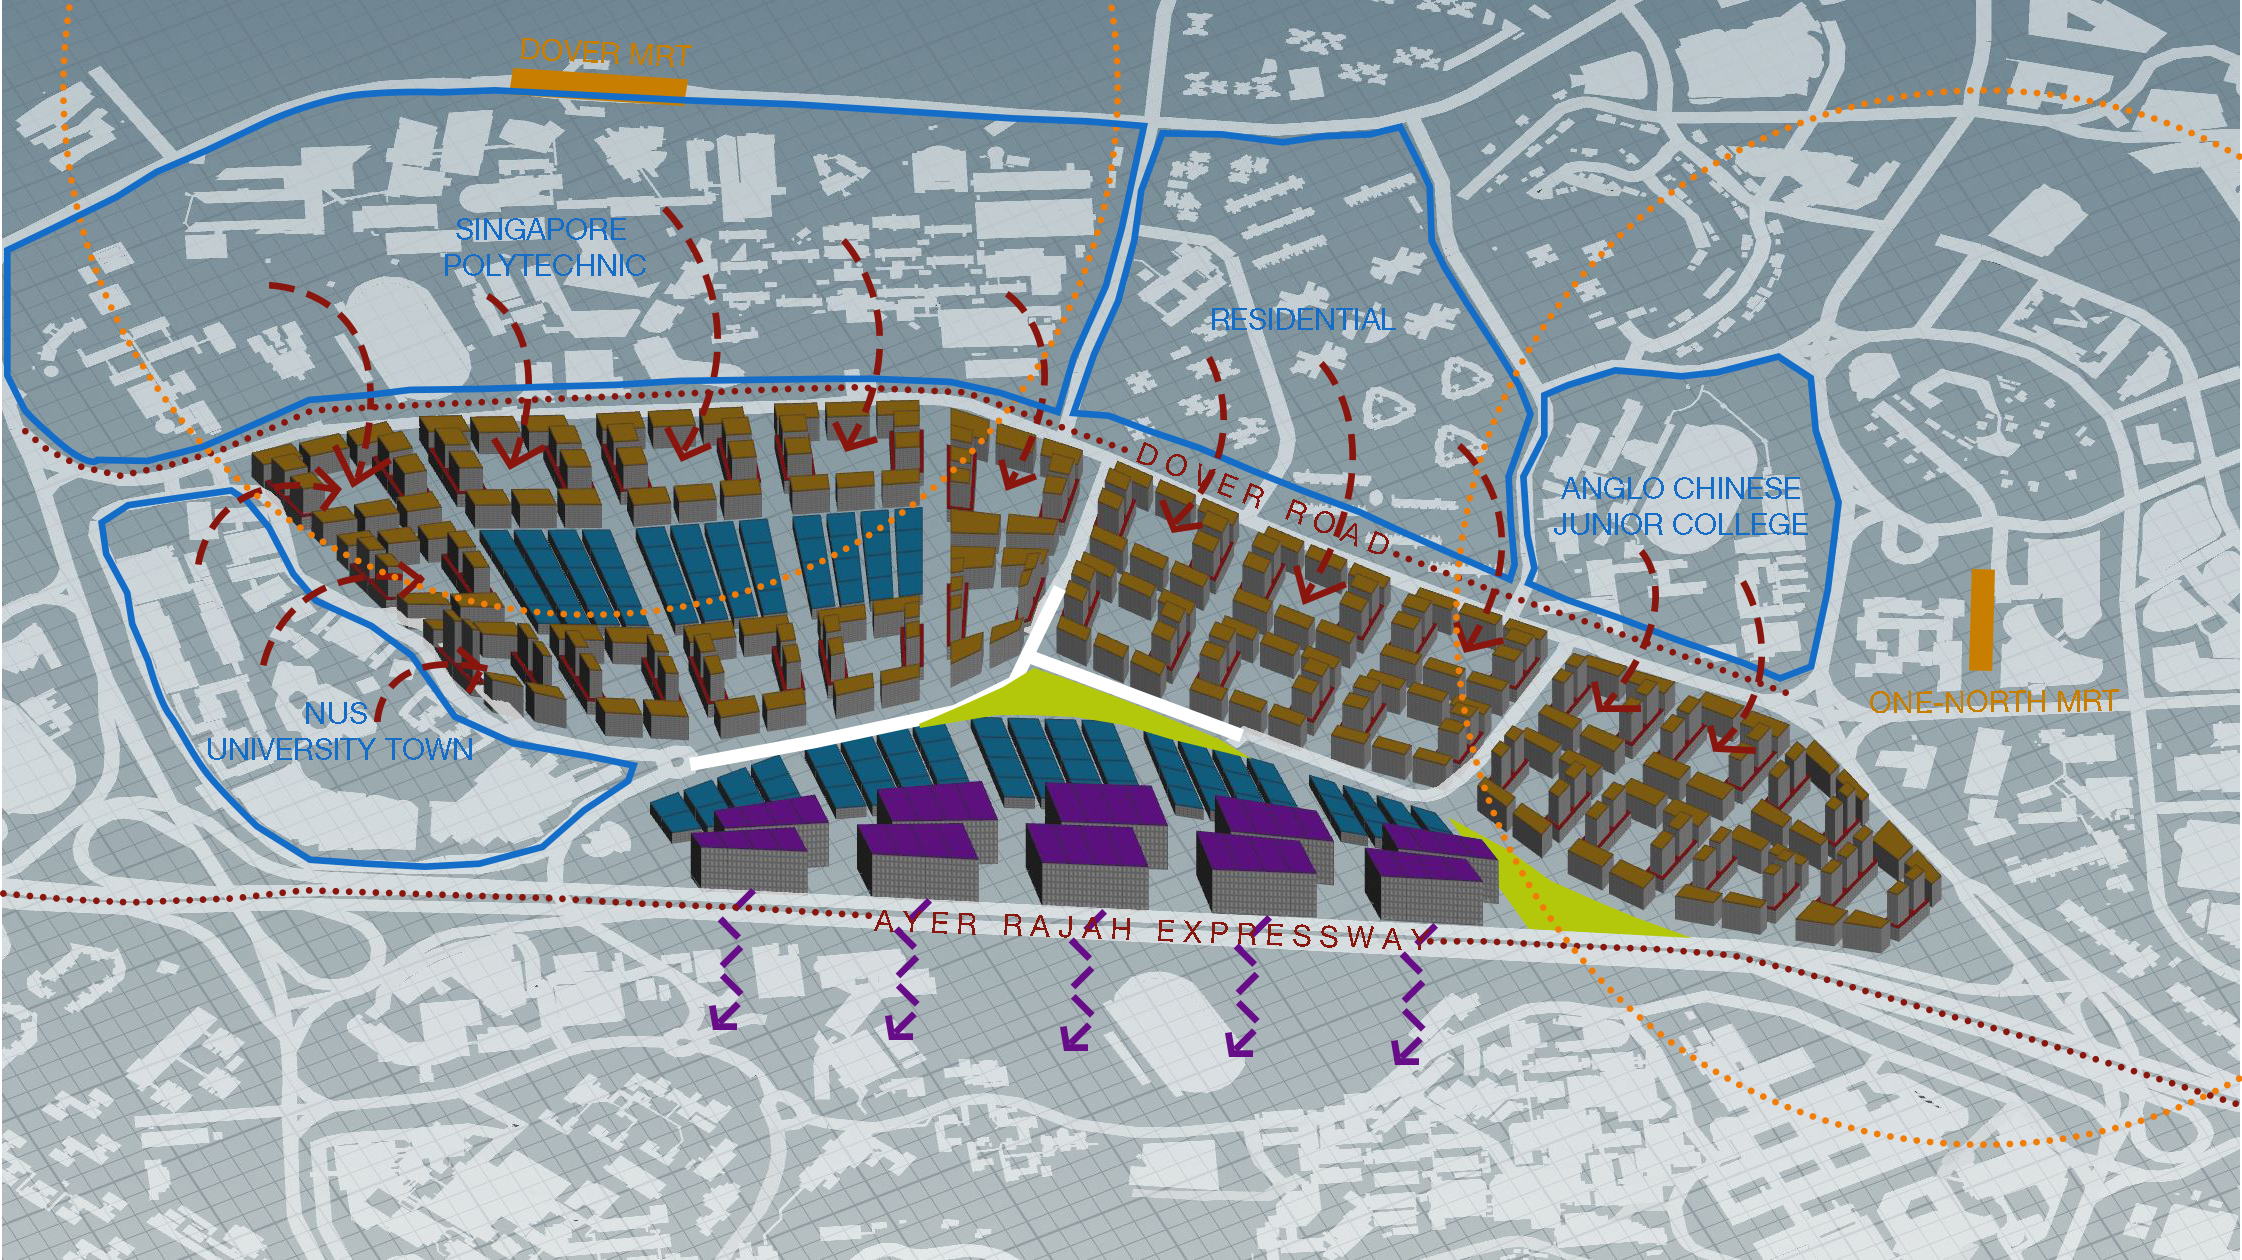 DOVER MRT
SINGAPORE
POLYTECHNIC
RESIDENTIAL
DOVER ROAD
ANGLO CHINESE
JUNIOR COLLEGE
ONE-NORTH MRT
NUS
UNIVERSITY TOWN
AYER RAJAH EXPRESSWAY